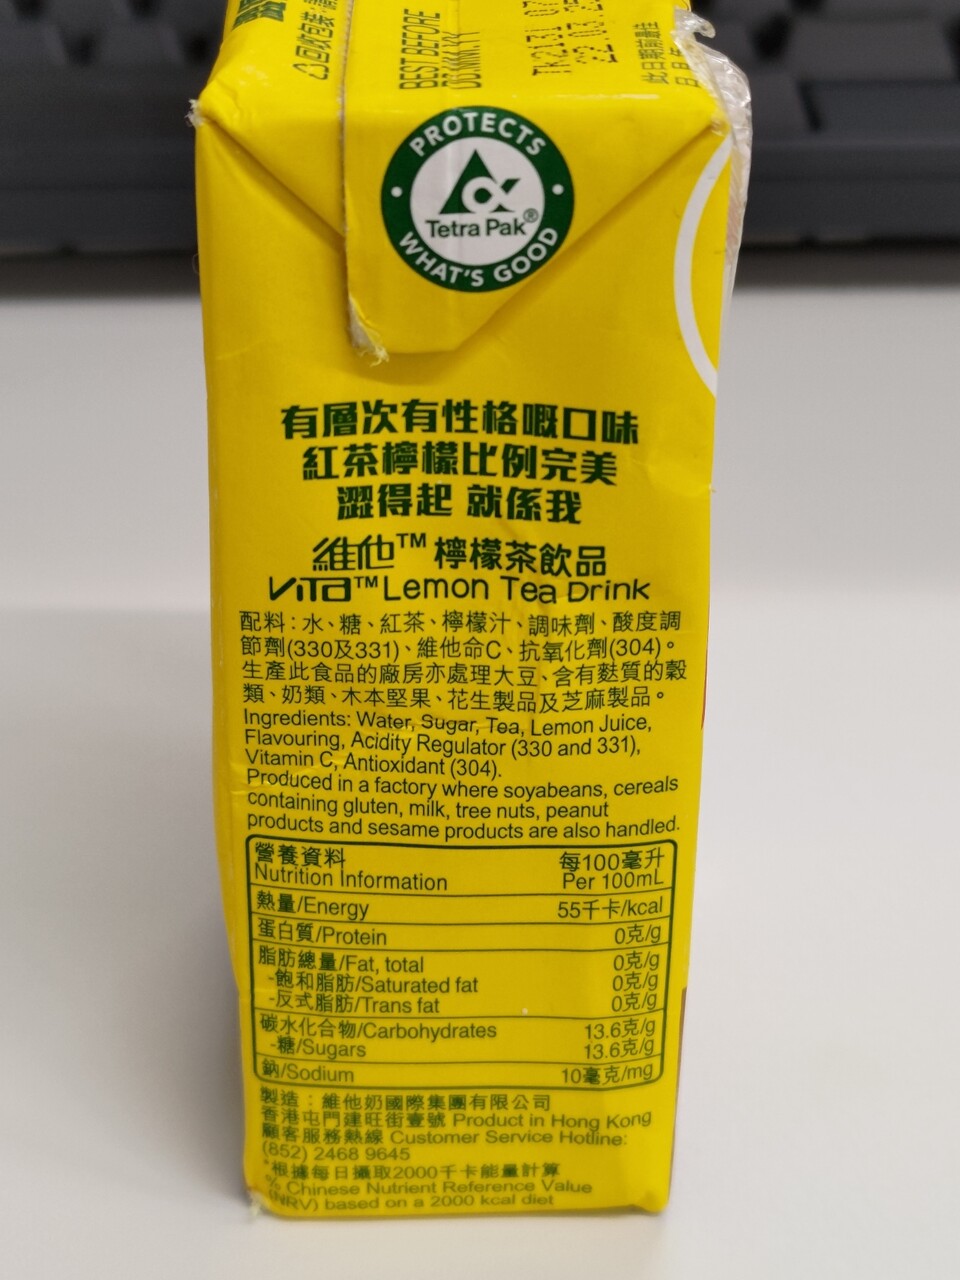 回收包裝
BEST BEFORE
此日期前最佳
PROTECTS
Tetra Pak®
WHAT'S GOOD
有層次有性格嘅口味
紅茶檸檬比例完美
澀得起 就係我
維他™ 檸檬茶飲品
VITA™ Lemon Tea Drink
配料：水、糖、紅茶、檸檬汁、調味劑、酸度調
節劑(330及331)、維他命C、抗氧化劑(304)。
生產此食品的廠房亦處理大豆、含有麩質的穀
類、奶類、木本堅果、花生製品及芝麻製品。
Ingredients: Water, Sugar, Tea, Lemon Juice,
Flavouring, Acidity Regulator (330 and 331),
Vitamin C, Antioxidant (304).
Produced in a factory where soyabeans, cereals
containing gluten, milk, tree nuts, peanut
products and sesame products are also handled.
營養資料 每100毫升
Nutrition Information Per 100mL
熱量/Energy 55千卡/kcal
蛋白質/Protein 0克/g
脂肪總量/Fat, total 0克/g
-飽和脂肪/Saturated fat 0克/g
-反式脂肪/Trans fat 0克/g
碳水化合物/Carbohydrates 13.6克/g
-糖/Sugars 13.6克/g
鈉/Sodium 10毫克/mg
製造：維他奶國際集團有限公司
香港屯門建旺街壹號 Product in Hong Kong
顧客服務熱線 Customer Service Hotline:
(852) 2468 9645
*根據每日攝取2000千卡能量計算
% Chinese Nutrient Reference Value
(NRV) based on a 2000 kcal diet